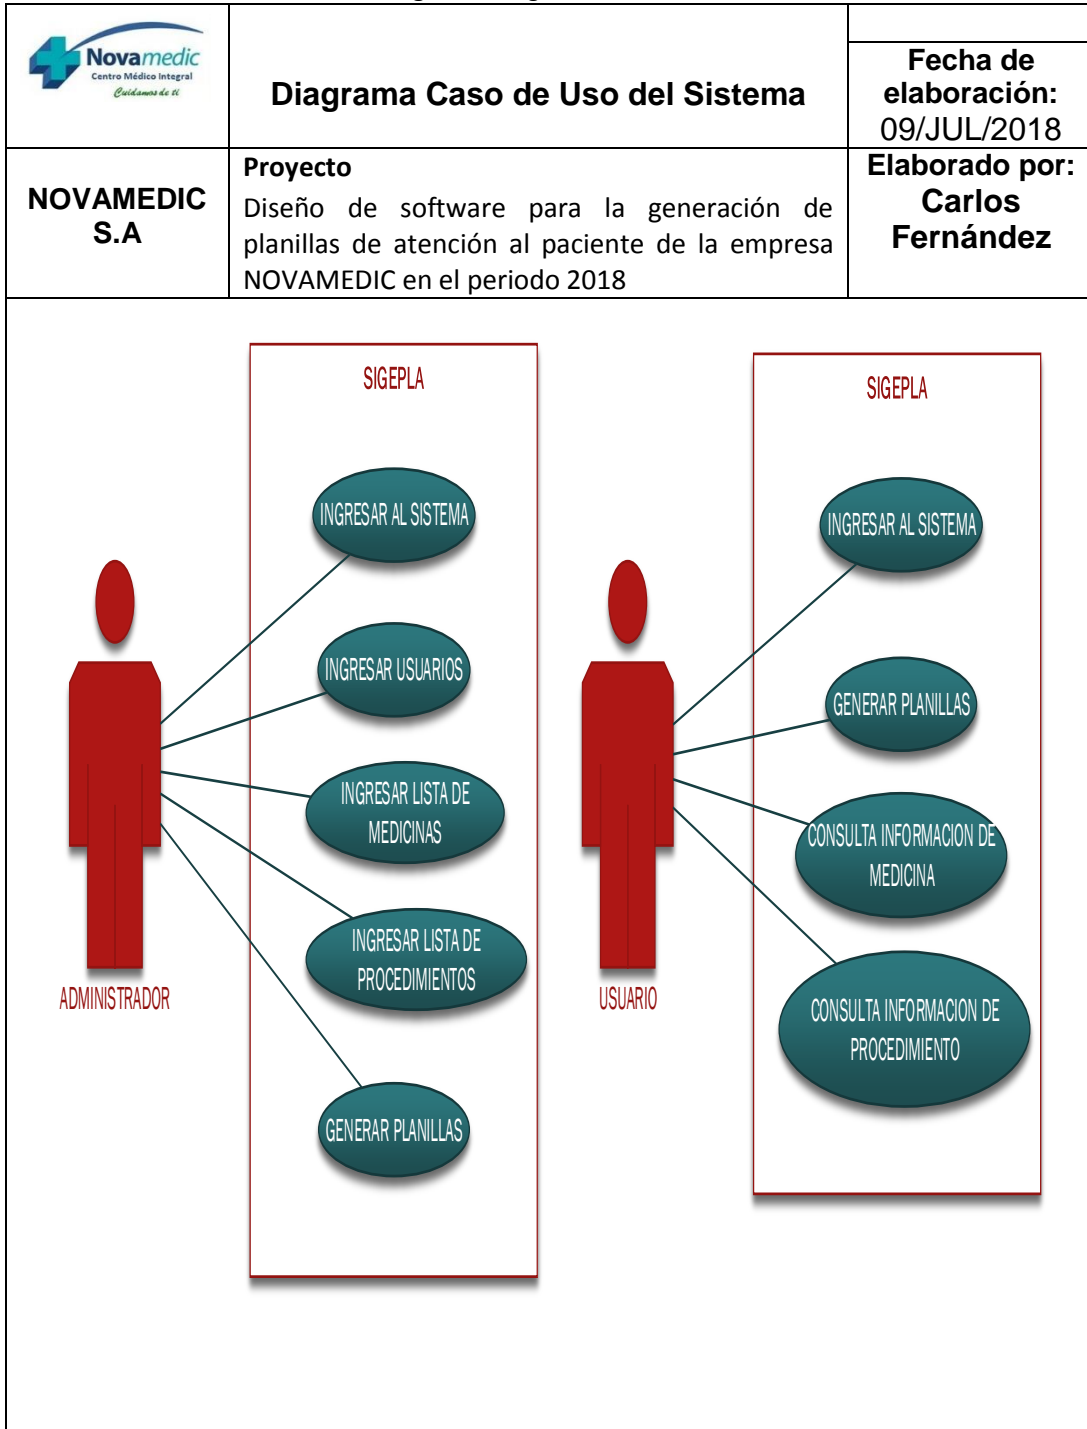 Novamedic
Centro Médico Integral
Cuidamos de ti
Diagrama Caso de Uso del Sistema
Fecha de
elaboración:
09/JUL/2018
NOVAMEDIC
S.A
Proyecto
Diseño de software para la generación de
planillas de atención al paciente de la empresa
NOVAMEDIC en el periodo 2018
Elaborado por:
Carlos
Fernández
SIGEPLA
INGRESAR AL SISTEMA
INGRESAR USUARIOS
INGRESAR LISTA DE
MEDICINAS
INGRESAR LISTA DE
PROCEDIMIENTOS
GENERAR PLANILLAS
ADMINISTRADOR
SIGEPLA
INGRESAR AL SISTEMA
GENERAR PLANILLAS
CONSULTA INFORMACION DE
MEDICINA
CONSULTA INFORMACION DE
PROCEDIMIENTO
USUARIO